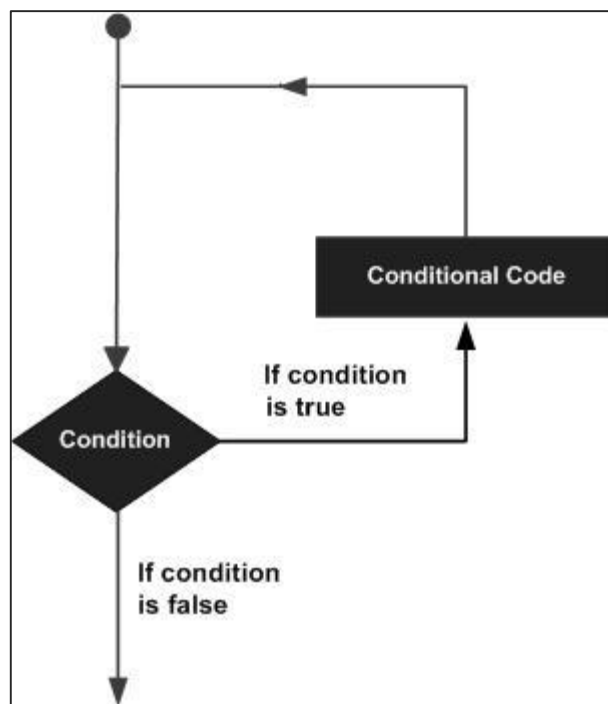 Conditional Code
If condition
is true
Condition
If condition
is false